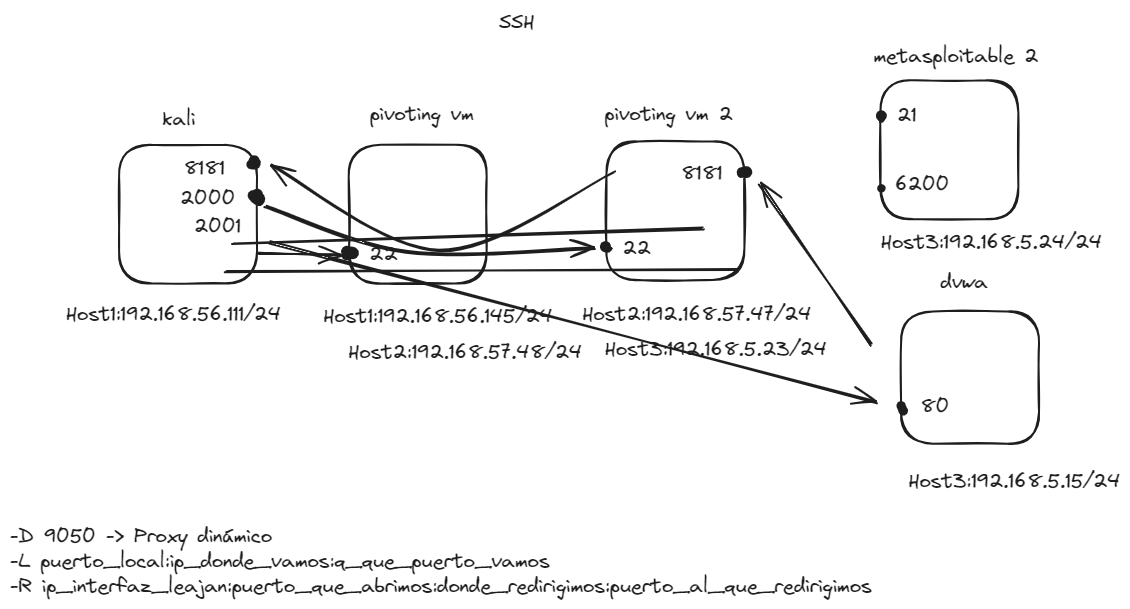 SSH
metasploitable 2
kali
pivoting vm
pivoting vm 2
8181
2000
2001
22
8181
22
21
6200
Host3:192.168.5.24/24
dvwa
Host1:192.168.56.111/24
Host1:192.168.56.145/24
Host2:192.168.57.47/24
Host2:192.168.57.48/24
Host3:192.168.5.23/24
80
Host3:192.168.5.15/24
-D 9050 -> Proxy dinámico
-L puerto_local:ip_donde_vamos:a_que_puerto_vamos
-R ip_interfaz_leajan:puerto_que_abrimos:donde_redirigimos:puerto_al_que_redirigimos